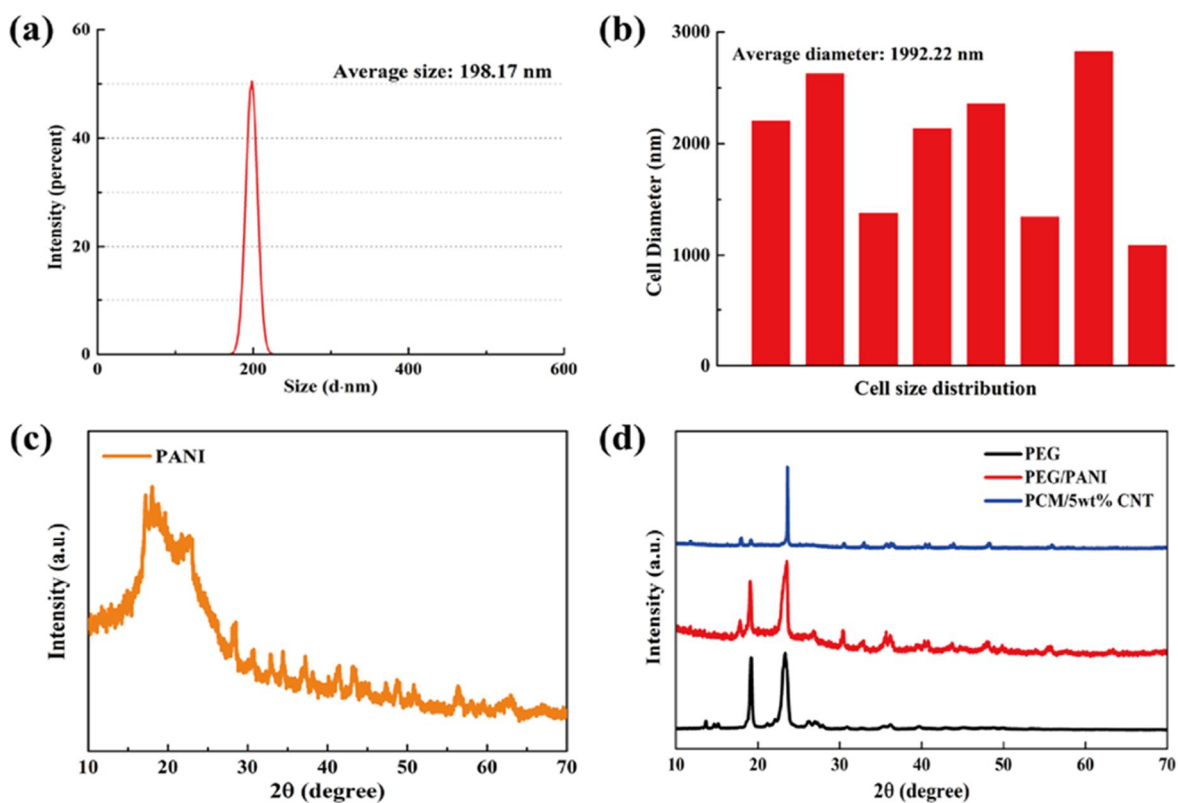 (a)
60
40
20
0
Intensity (percent)
Average size: 198.17 nm
0 200 400 600
Size (d·nm)
(b)
3000
2000
1000
0
Cell Diameter (nm)
Average diameter: 1992.22 nm
Cell size distribution
(c)
PANI
Intensity (a.u.)
10 20 30 40 50 60 70
2θ (degree)
(d)
PEG
PEG/PANI
PCM/5wt% CNT
Intensity (a.u.)
10 20 30 40 50 60 70
2θ (degree)